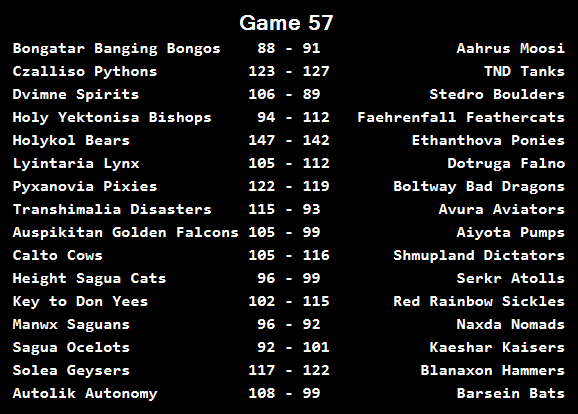 Game 57
Bongatar Banging Bongos 88 - 91 Aahrus Moosi
Czalliso Pythons 123 - 127 TND Tanks
Dvimne Spirits 106 - 89 Stedro Boulders
Holy Yektonisa Bishops 94 - 112 Faehrenfall Feathercats
Holykol Bears 147 - 142 Ethanthova Ponies
Lyintaria Lynx 105 - 112 Dotruga Falno
Pyxanovia Pixies 122 - 119 Boltway Bad Dragons
Transhimalia Disasters 115 - 93 Avura Aviators
Auspikitan Golden Falcons 105 - 99 Aiyota Pumps
Calto Cows 105 - 116 Shmupland Dictators
Height Sagua Cats 96 - 99 Serkr Atolls
Key to Don Yees 102 - 115 Red Rainbow Sickles
Manwx Saguans 96 - 92 Naxda Nomads
Sagua Ocelots 92 - 101 Kaeshar Kaisers
Solea Geysers 117 - 122 Blanaxon Hammers
Autolik Autonomy 108 - 99 Barsein Bats